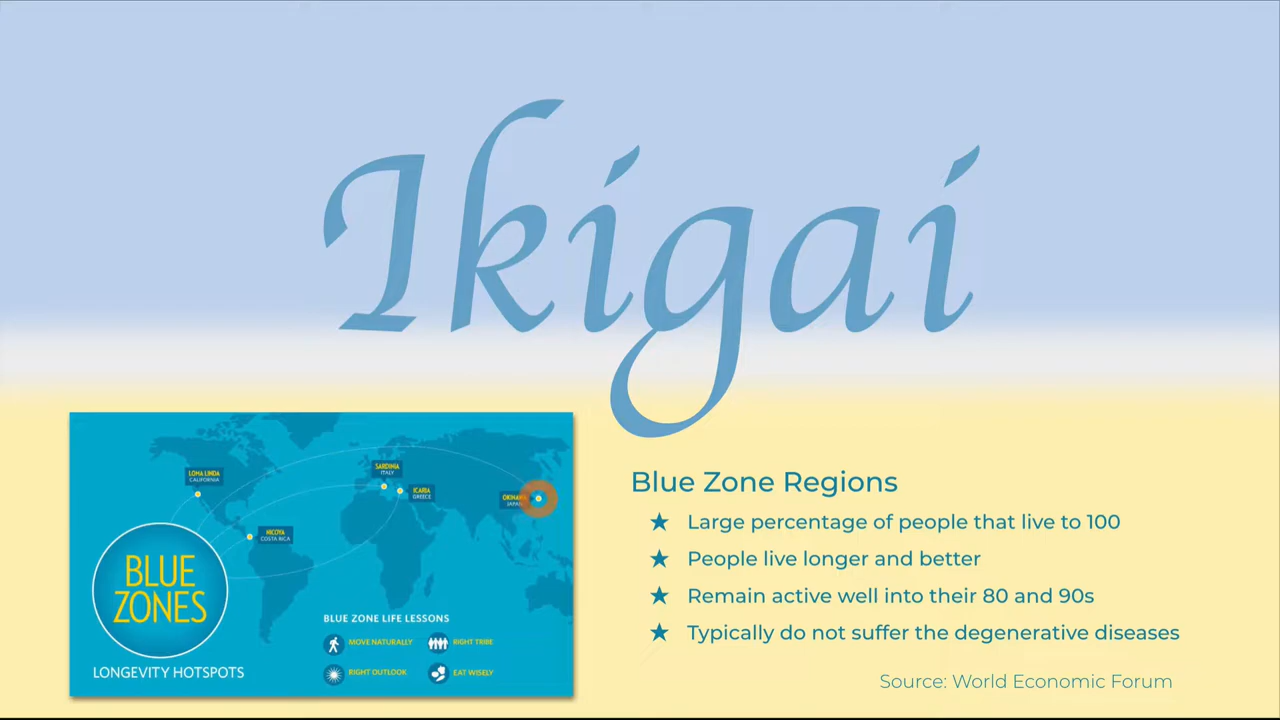 Ikigai
LOMA LINDA
CALIFORNIA
SARDINIA
ITALY
ICARIA
GREECE
NICOYA
COSTA RICA
BLUE
ZONES
LONGEVITY HOTSPOTS
BLUE ZONE LIFE LESSONS
MOVE NATURALLY
RIGHT TRIBE
RIGHT OUTLOOK
EAT WISELY
Blue Zone Regions
★ Large percentage of people that live to 100
★ People live longer and better
★ Remain active well into their 80 and 90s
★ Typically do not suffer the degenerative diseases
Source: World Economic Forum